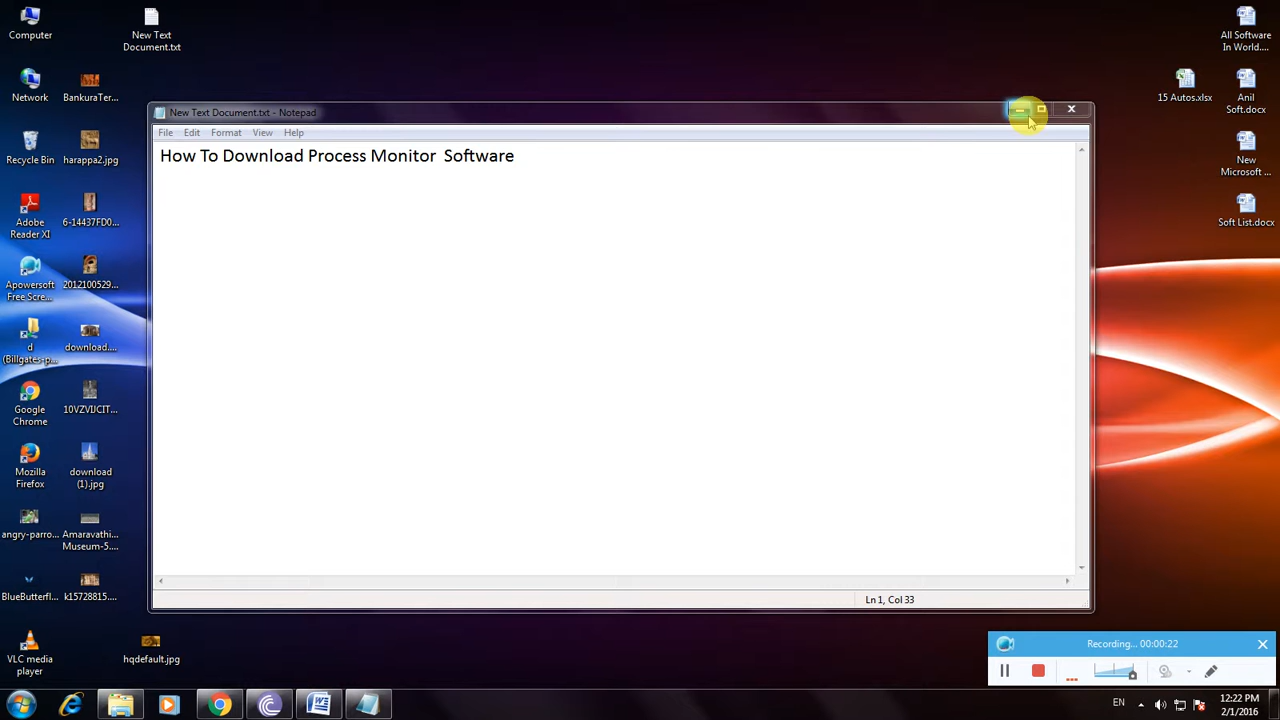 Computer
New Text
Document.txt
Network
BankuraTer...
Recycle Bin
harappa2.jpg
Adobe
Reader XI
6-14437FD0...
Apowersoft
Free Scre...
2012100529...
d
(Billgates-p...
download....
Google
Chrome
10VZVIJCIT...
Mozilla
Firefox
download
(1).jpg
angry-parro...
Amaravathi...
Museum-5....
BlueButterfl...
k15728815....
VLC media
player
hqdefault.jpg
New Text Document.txt - Notepad
File Edit Format View Help
How To Download Process Monitor  Software
Ln 1, Col 33
All Software
In World....
15 Autos.xlsx
Anil
Soft.docx
New
Microsoft ...
Soft List.docx
Recording... 00:00:22
EN
12:22 PM
2/1/2016